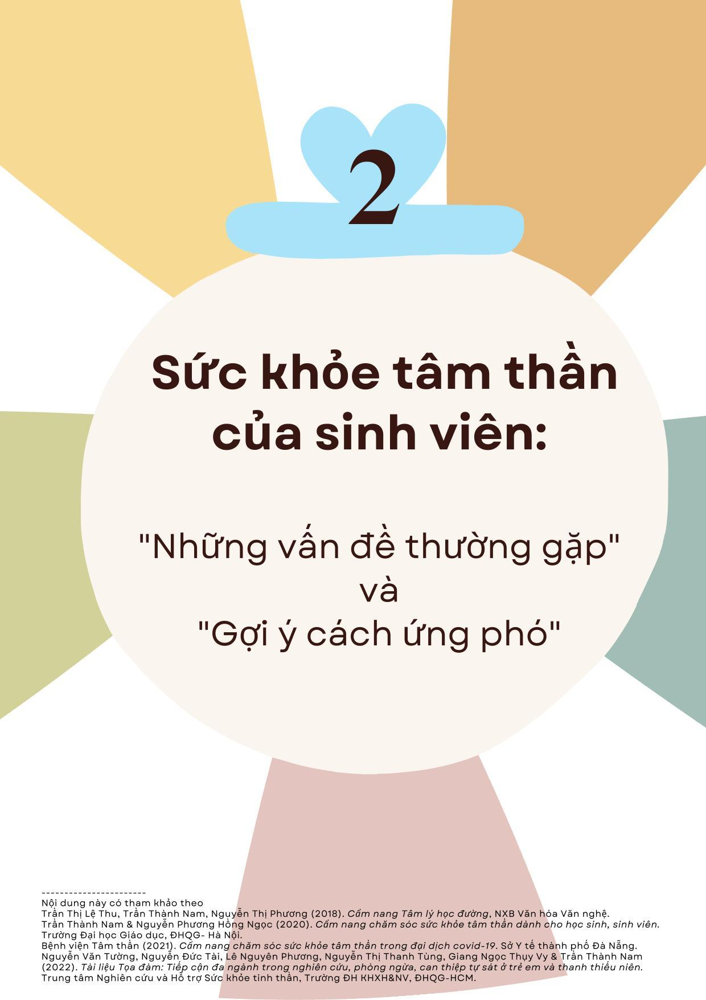 2
Sức khỏe tâm thần
của sinh viên:
"Những vấn đề thường gặp"
và
"Gợi ý cách ứng phó"
-----------------------
Nội dung này có tham khảo theo
Trần Thị Lệ Thu, Trần Thành Nam, Nguyễn Thị Phương (2018). Cẩm nang Tâm lý học đường, NXB Văn hóa Văn nghệ.
Trần Thành Nam & Nguyễn Phương Hồng Ngọc (2020). Cẩm nang chăm sóc sức khỏe tâm thần dành cho học sinh, sinh viên.
Trường Đại học Giáo dục, ĐHQG- Hà Nội.
Bệnh viện Tâm thần (2021). Cẩm nang chăm sóc sức khỏe tâm thần trong đại dịch covid-19. Sở Y tế thành phố Đà Nẵng.
Nguyễn Văn Tường, Nguyễn Đức Tài, Lê Nguyên Phương, Nguyễn Thị Thanh Tùng, Giang Ngọc Thụy Vy & Trần Thành Nam
(2022). Tài liệu Tọa đàm: Tiếp cận đa ngành trong nghiên cứu, phòng ngừa, can thiệp tự sát ở trẻ em và thanh thiếu niên.
Trung tâm Nghiên cứu và Hỗ trợ Sức khỏe tinh thần, Trường ĐH KHXH&NV, ĐHQG-HCM.